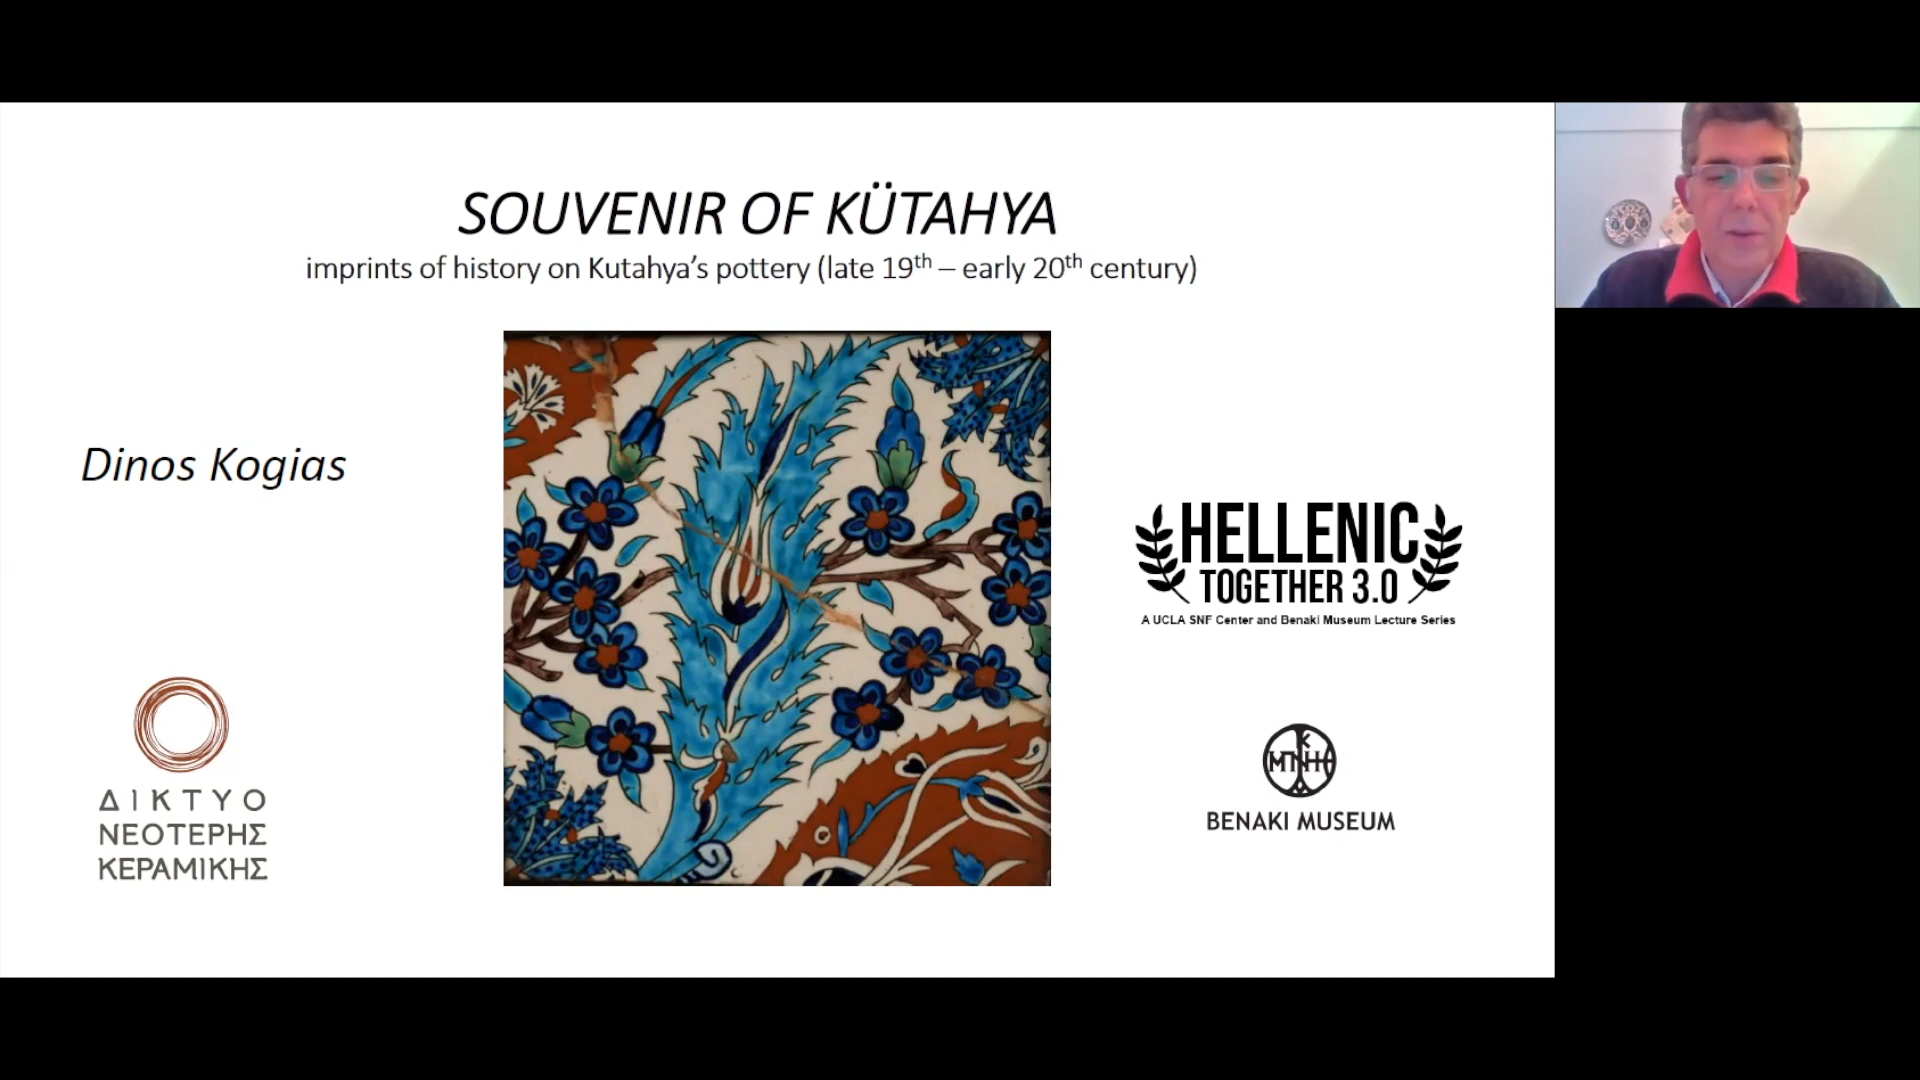 SOUVENIR OF KÜTAHYA
imprints of history on Kutahya's pottery (late 19th – early 20th century)
Dinos Kogias
HELLENIC
TOGETHER 3.0
A UCLA SNF Center and Benaki Museum Lecture Series
ΔΙΚΤΥΟ
ΝΕΟΤΕΡΗΣ
ΚΕΡΑΜΙΚΗΣ
ΜΠΝΗΕ
Κ
BENAKI MUSEUM